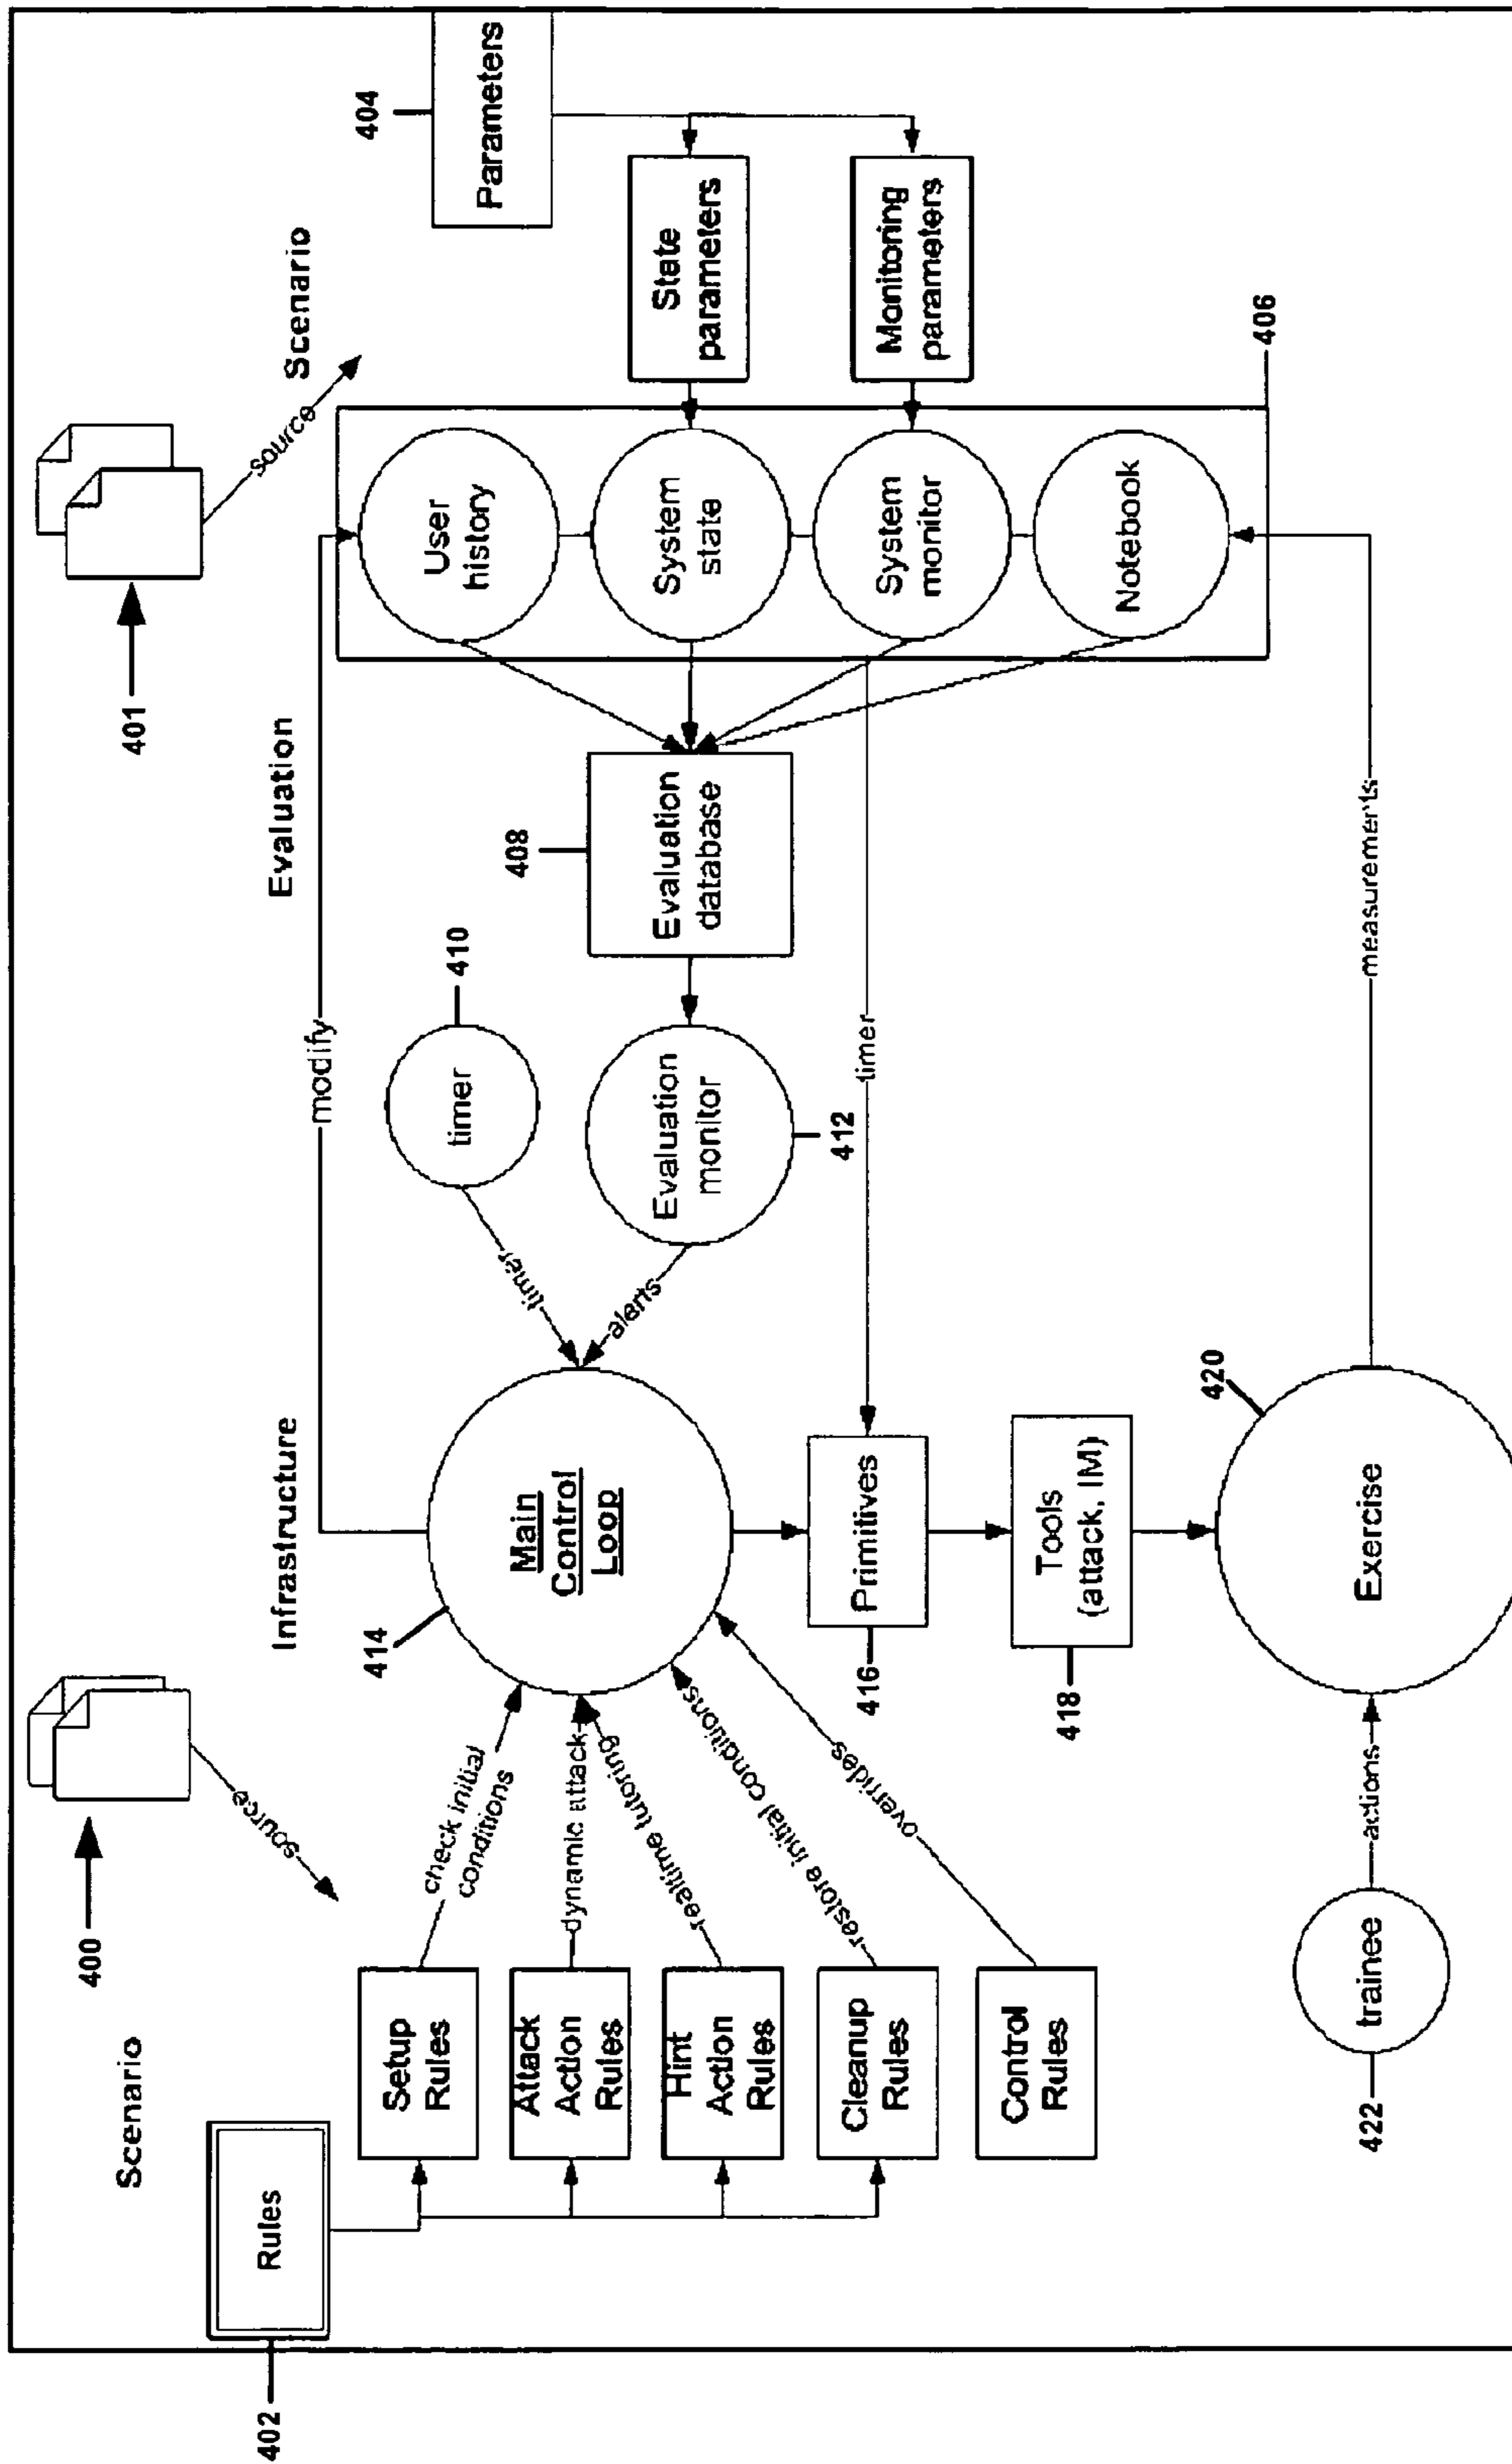 400
401
Scenario
Infrastructure
Evaluation
Scenario
source
source
402
Rules
404
Parameters
modify
Setup
Rules
check initial
conditions
Attack
Action
Rules
dynamic attack
Hint
Action
Rules
realtime tutoring
Cleanup
Rules
restore initial conditions
Control
Rules
overrides
414
Main
Control
Loop
timer
alerts
410
timer
408
Evaluation
database
412
Evaluation
monitor
User
history
System
state
System
monitor
Notebook
406
State
parameters
Monitoring
parameters
timer
416
Primitives
418
Tools
(attack, IM)
420
Exercise
422
trainee
actions
measurements